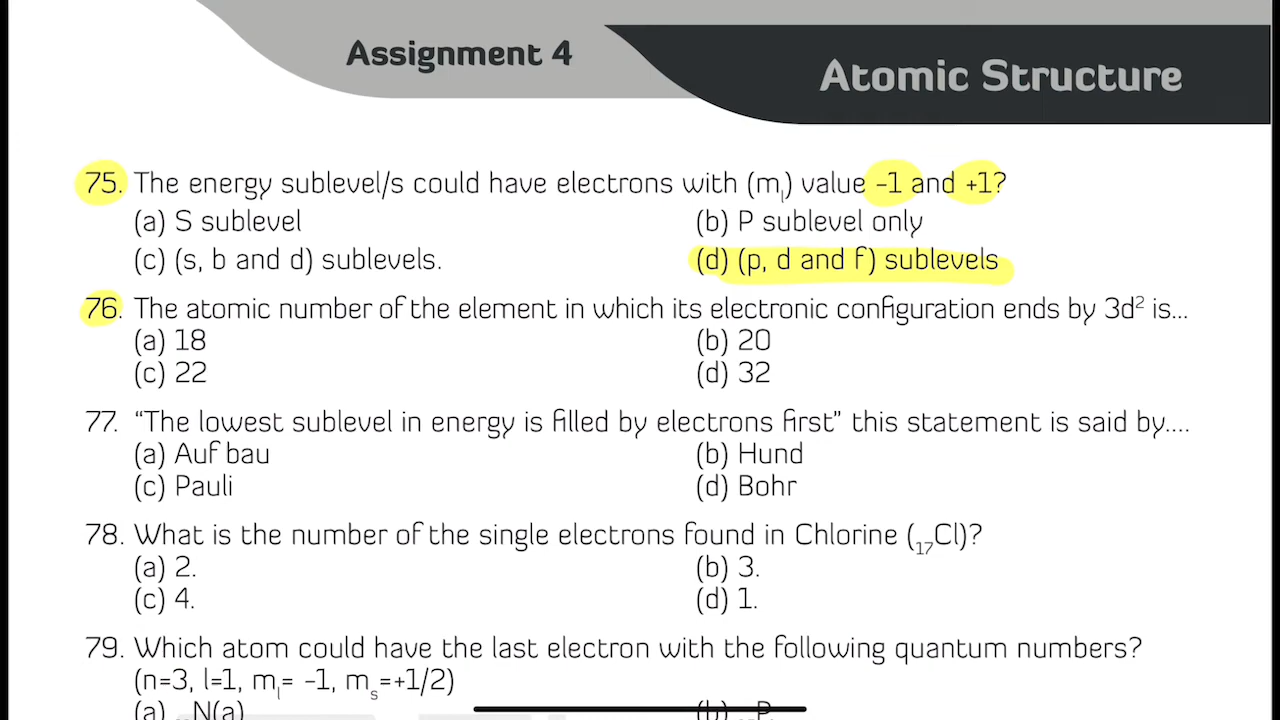 Assignment 4
Atomic Structure
75. The energy sublevel/s could have electrons with (mₗ) value -1 and +1?
(a) S sublevel (b) P sublevel only
(c) (s, b and d) sublevels. (d) (p, d and f) sublevels
76. The atomic number of the element in which its electronic configuration ends by 3d² is...
(a) 18 (b) 20
(c) 22 (d) 32
77. “The lowest sublevel in energy is filled by electrons first” this statement is said by....
(a) Auf bau (b) Hund
(c) Pauli (d) Bohr
78. What is the number of the single electrons found in Chlorine (₁₇Cl)?
(a) 2. (b) 3.
(c) 4. (d) 1.
79. Which atom could have the last electron with the following quantum numbers?
(n=3, l=1, mₗ= -1, mₛ=+1/2)
(a) (b)